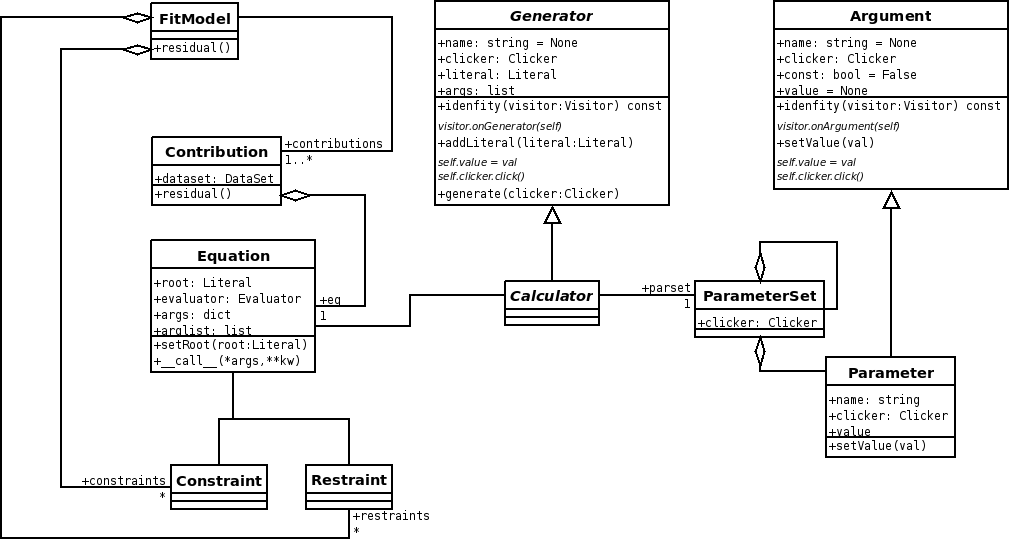 FitModel
+residual()
Generator
+name: string = None
+clicker: Clicker
+literal: Literal
+args: list
+idenfity(visitor:Visitor) const
visitor.onGenerator(self)
+addLiteral(literal:Literal)
self.value = val
self.clicker.click()
+generate(clicker:Clicker)
Argument
+name: string = None
+clicker: Clicker
+const: bool = False
+value = None
+idenfity(visitor:Visitor) const
visitor.onArgument(self)
+setValue(val)
self.value = val
self.clicker.click()
+contributions
1..*
Contribution
+dataset: DataSet
+residual()
Equation
+root: Literal
+evaluator: Evaluator
+args: dict
+arglist: list
+setRoot(root:Literal)
+__call__(*args,**kw)
+eq
1
Calculator
+parset
1
ParameterSet
+clicker: Clicker
Parameter
+name: string
+clicker: Clicker
+value
+setValue(val)
+constraints
*
Constraint
Restraint
+restraints
*